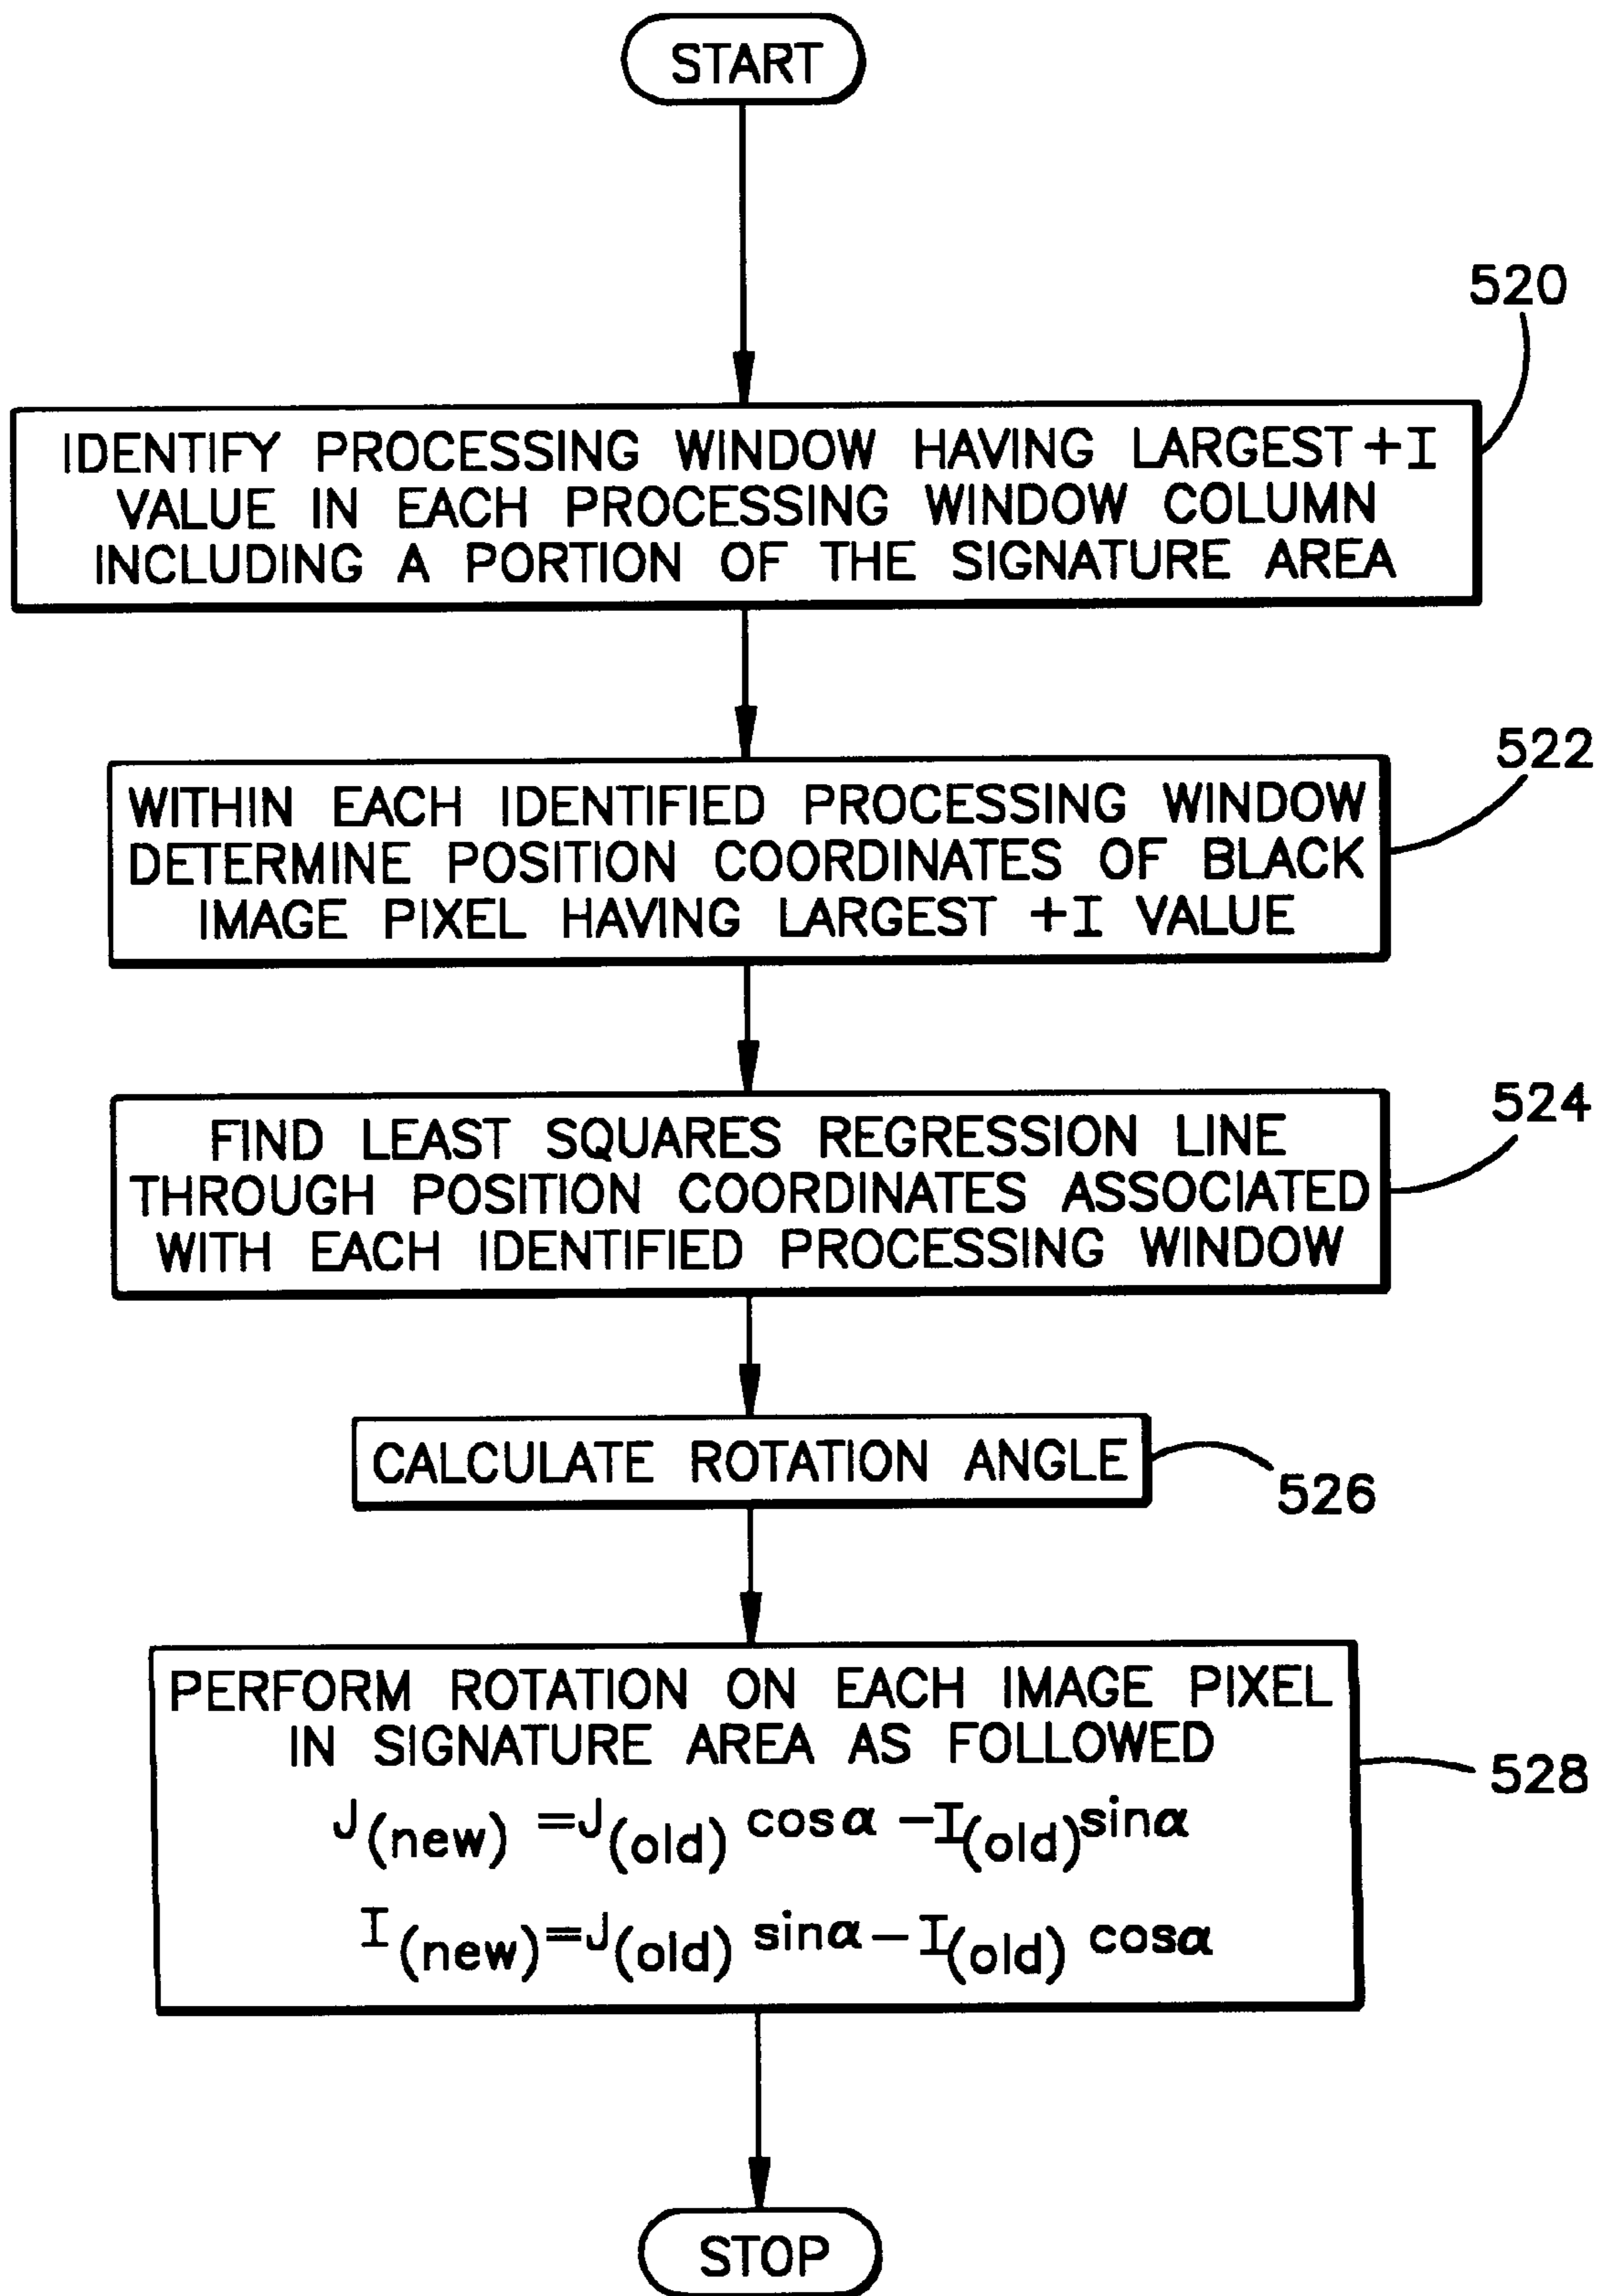 START
520
IDENTIFY PROCESSING WINDOW HAVING LARGEST +I
VALUE IN EACH PROCESSING WINDOW COLUMN
INCLUDING A PORTION OF THE SIGNATURE AREA
522
WITHIN EACH IDENTIFIED PROCESSING WINDOW
DETERMINE POSITION COORDINATES OF BLACK
IMAGE PIXEL HAVING LARGEST +I VALUE
524
FIND LEAST SQUARES REGRESSION LINE
THROUGH POSITION COORDINATES ASSOCIATED
WITH EACH IDENTIFIED PROCESSING WINDOW
CALCULATE ROTATION ANGLE
526
PERFORM ROTATION ON EACH IMAGE PIXEL
IN SIGNATURE AREA AS FOLLOWED
528
J(new) =J(old) cosα -I(old)sinα
I(new)=J(old) sinα-I(old) cosα
STOP